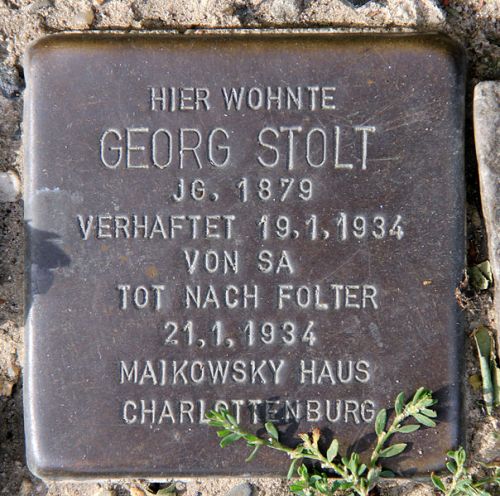 HIER WOHNTE
GEORG STOLT
JG. 1879
VERHAFTET 19.1.1934
VON SA
TOT NACH FOLTER
21.1.1934
MAIKOWSKY HAUS
CHARLOTTENBURG